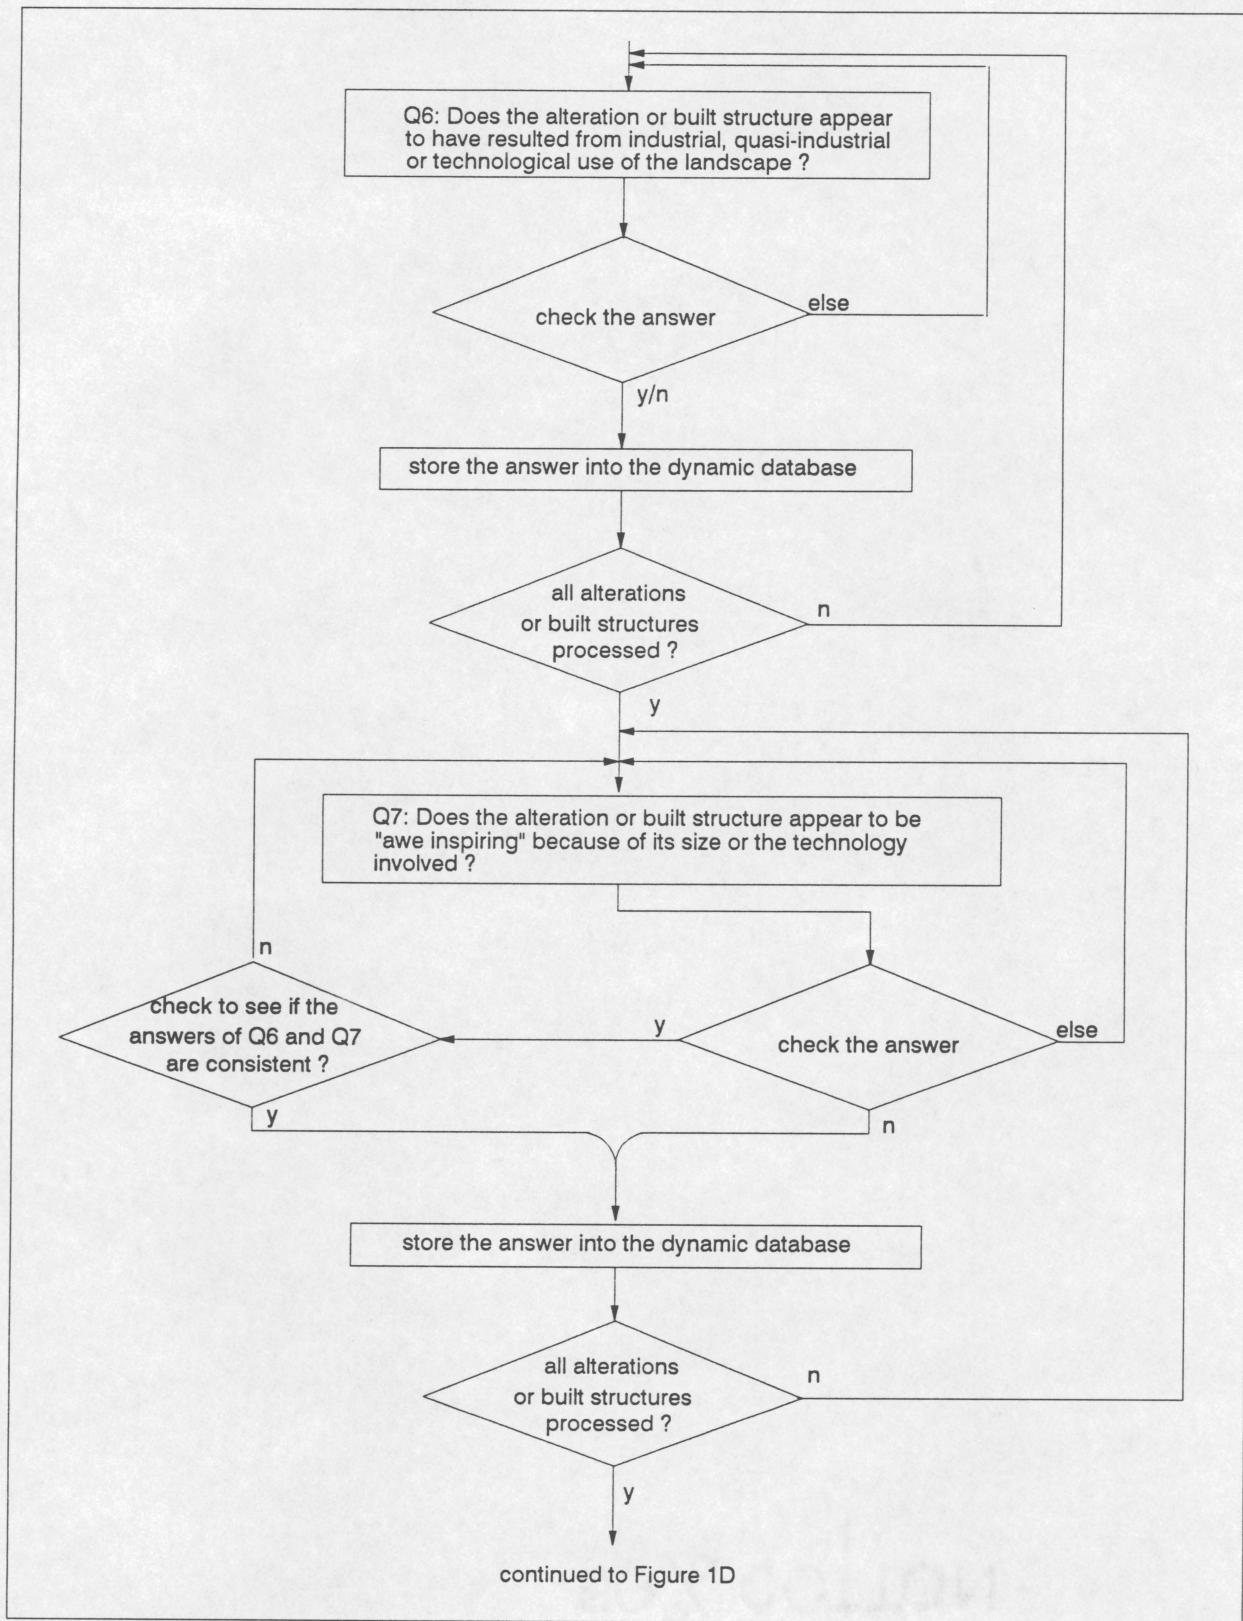 Q6: Does the alteration or built structure appear
to have resulted from industrial, quasi-industrial
or technological use of the landscape ?
check the answer
else
y/n
store the answer into the dynamic database
all alterations
or built structures
processed ?
n
y
Q7: Does the alteration or built structure appear to be
"awe inspiring" because of its size or the technology
involved ?
n
check to see if the
answers of Q6 and Q7
are consistent ?
y
check the answer
else
y
n
store the answer into the dynamic database
all alterations
or built structures
processed ?
n
y
continued to Figure 1D